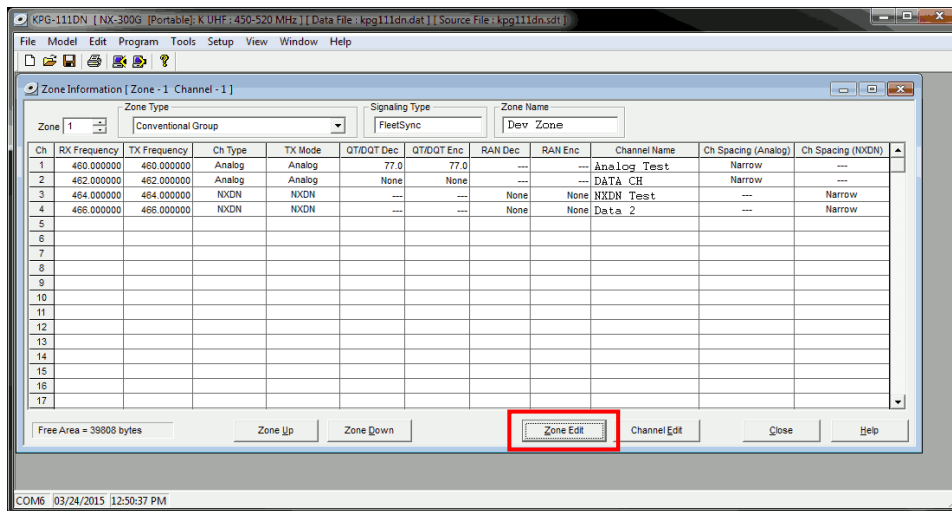 KPG-111DN [ NX-300G [Portable]: K UHF : 450-520 MHz ] [ Data File : kpg111dn.dat ] [ Source File : kpg111dn.sdt ]
File Model Edit Program Tools Setup View Window Help
Zone Information [ Zone - 1 Channel - 1 ]
Zone Type Signaling Type Zone Name
Zone 1 Conventional Group FleetSync Dev Zone
Ch RX Frequency TX Frequency Ch Type TX Mode QT/DQT Dec QT/DQT Enc RAN Dec RAN Enc Channel Name Ch Spacing (Analog) Ch Spacing (NXDN)
1 460.000000 460.000000 Analog Analog 77.0 77.0 --- --- Analog Test Narrow ---
2 462.000000 462.000000 Analog Analog None None --- --- DATA CH Narrow ---
3 464.000000 464.000000 NXDN NXDN --- --- None None NXDN Test --- Narrow
4 466.000000 466.000000 NXDN NXDN --- --- None None Data 2 --- Narrow
5
6
7
8
9
10
11
12
13
14
15
16
17
Free Area = 39808 bytes Zone Up Zone Down Zone Edit Channel Edit Close Help
COM6 03/24/2015 12:50:37 PM